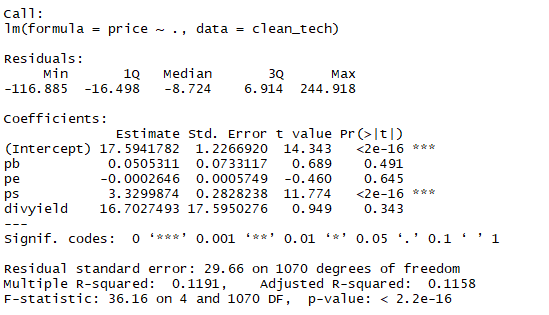 Call:
lm(formula = price ~ ., data = clean_tech)
Residuals:
Min 1Q Median 3Q Max
-116.885 -16.498 -8.724 6.914 244.918
Coefficients:
Estimate Std. Error t value Pr(>|t|)
(Intercept) 17.5941782 1.2266920 14.343 <2e-16 ***
pb 0.0505311 0.0733117 0.689 0.491
pe -0.0002646 0.0005749 -0.460 0.645
ps 3.3299874 0.2828238 11.774 <2e-16 ***
divyield 16.7027493 17.5950276 0.949 0.343
---
Signif. codes: 0 ‘***’ 0.001 ‘**’ 0.01 ‘*’ 0.05 ‘.’ 0.1 ‘ ’ 1
Residual standard error: 29.66 on 1070 degrees of freedom
Multiple R-squared: 0.1191, Adjusted R-squared: 0.1158
F-statistic: 36.16 on 4 and 1070 DF, p-value: < 2.2e-16